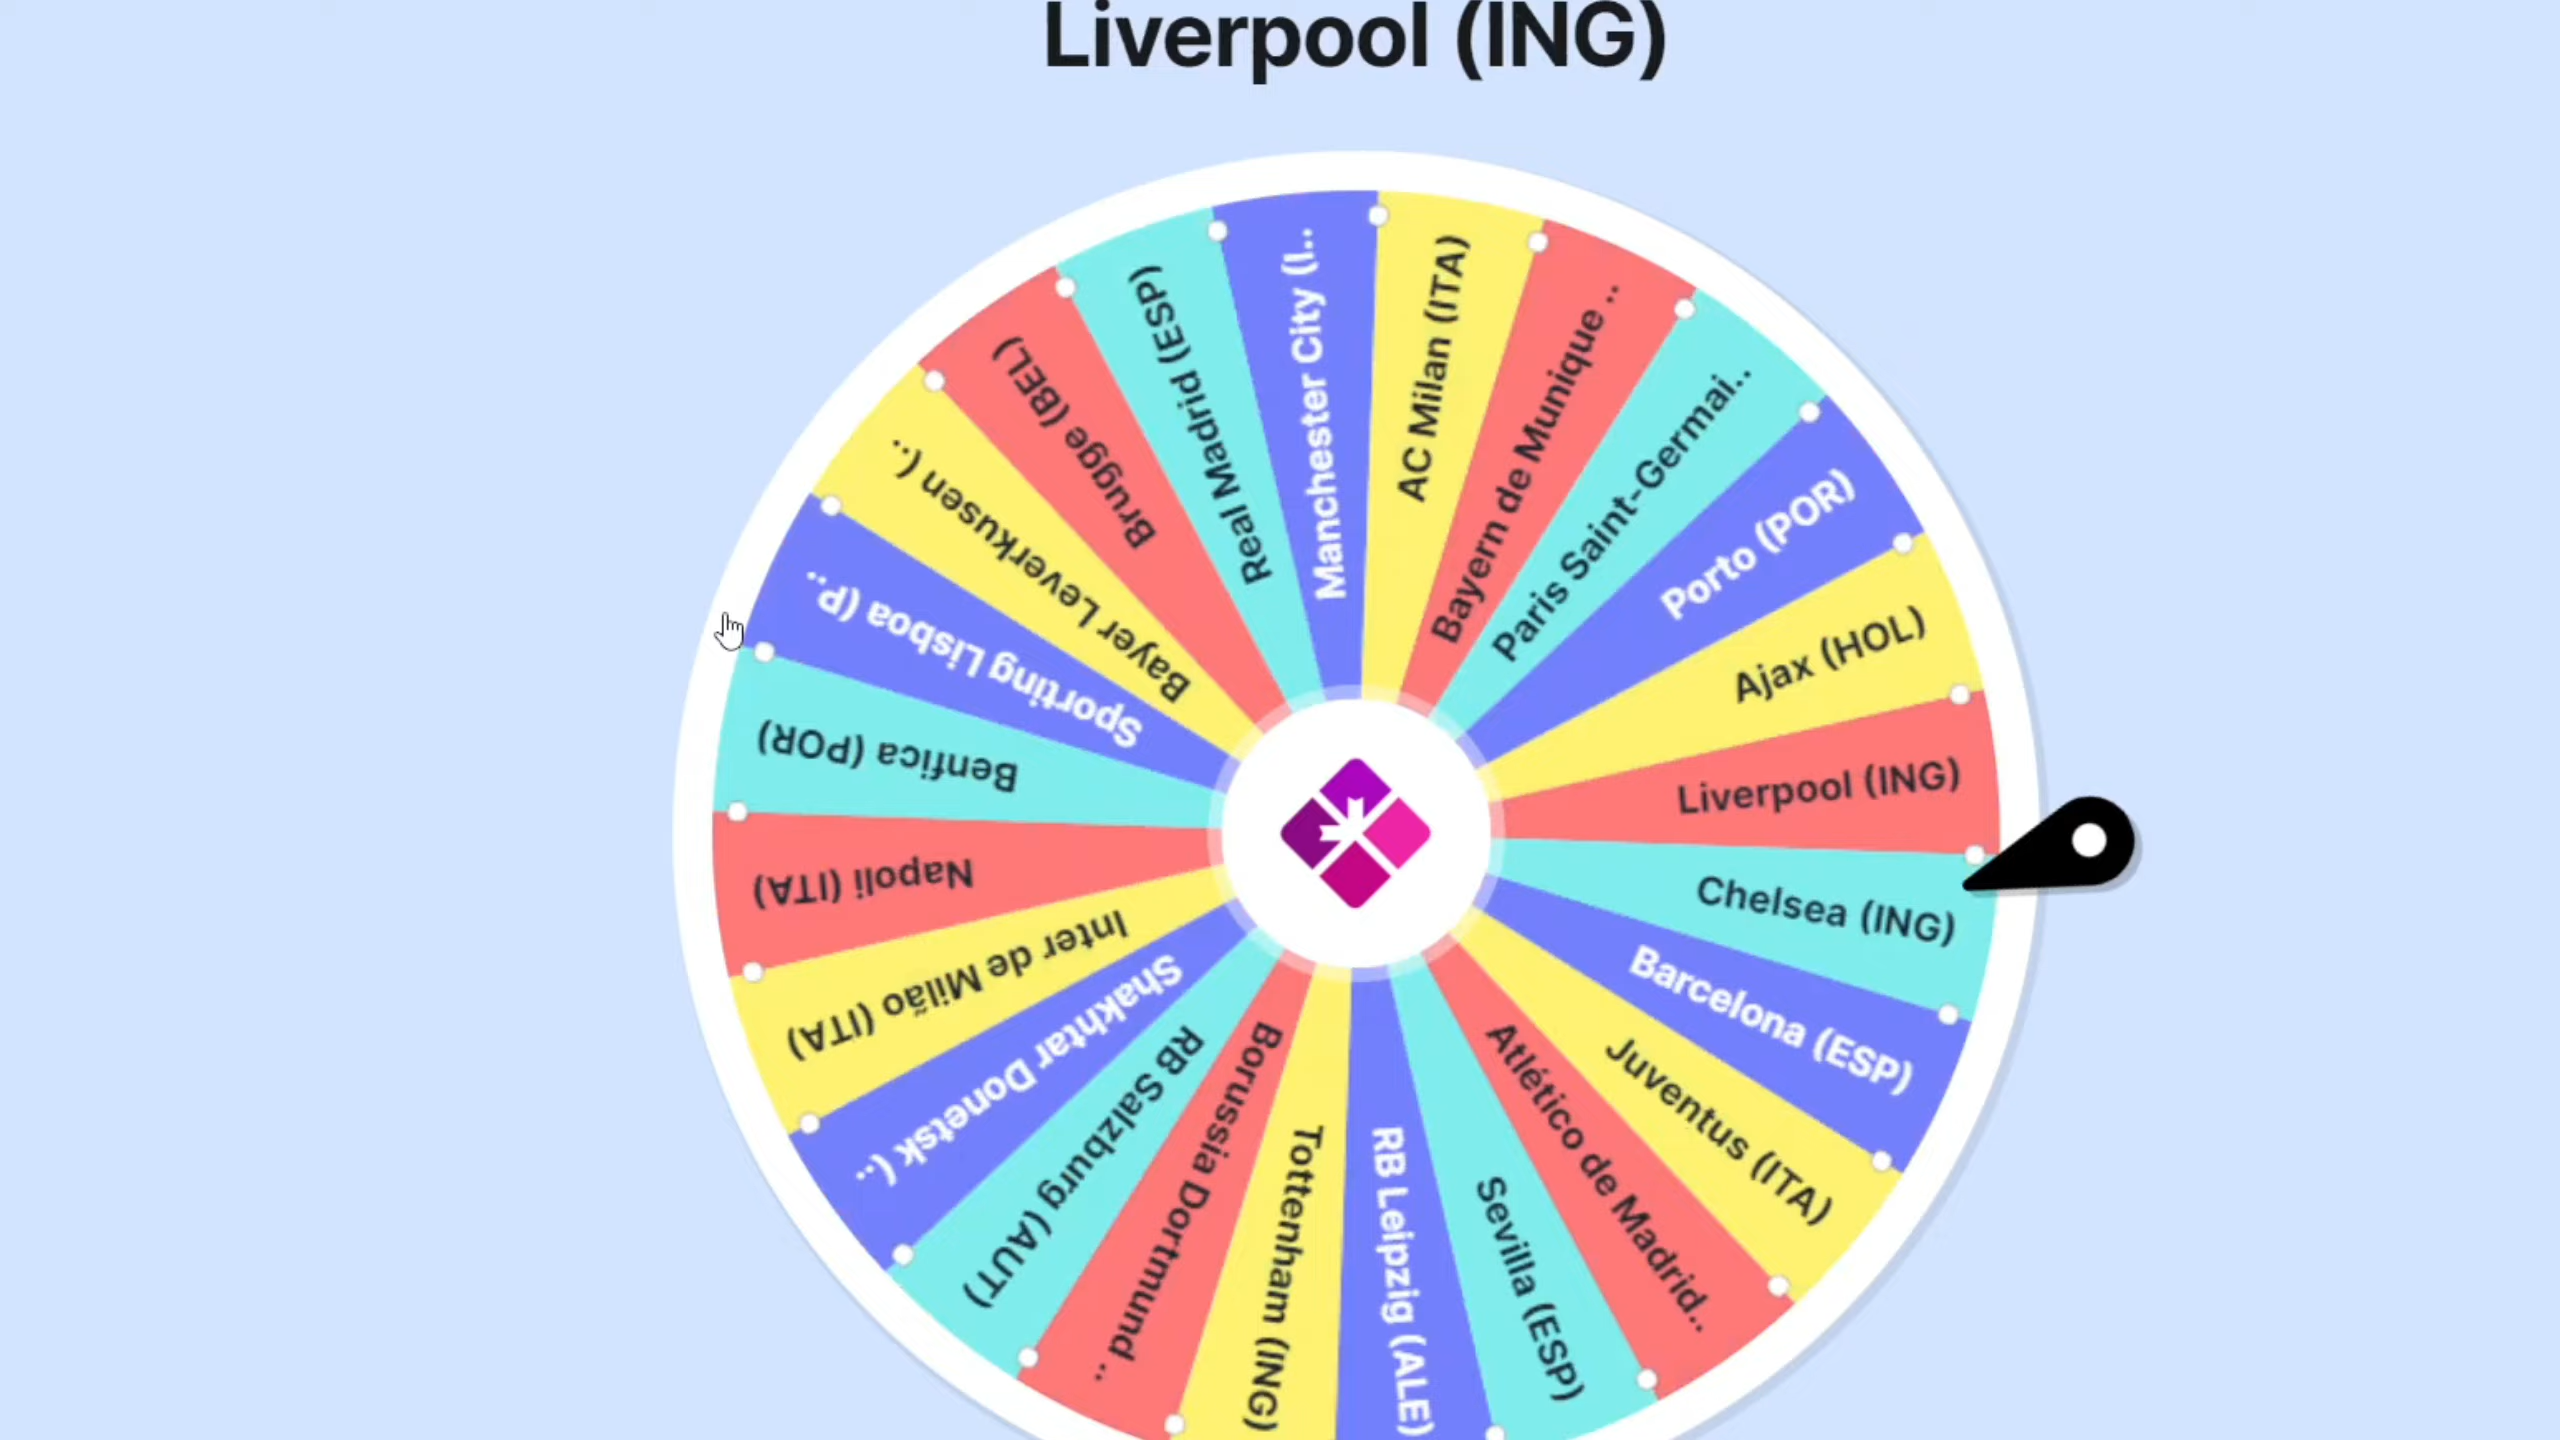 Liverpool (ING)
Manchester City (I..
AC Milan (ITA)
Bayern de Munique ..
Paris Saint-Germai..
Porto (POR)
Ajax (HOL)
Liverpool (ING)
Chelsea (ING)
Barcelona (ESP)
Juventus (ITA)
Atlético de Madrid..
Sevilla (ESP)
RB Leipzig (ALE)
Totttenham (ING)
Borussia Dortmund ..
RB Salzburg (AUT)
Shakhtar Donetsk (..
Inter de Milão (ITA)
Napoli (ITA)
Benfica (POR)
Sporting Lisboa (P..
Bayer Leverkusen (..
Brugge (BEL)
Real Madrid (ESP)